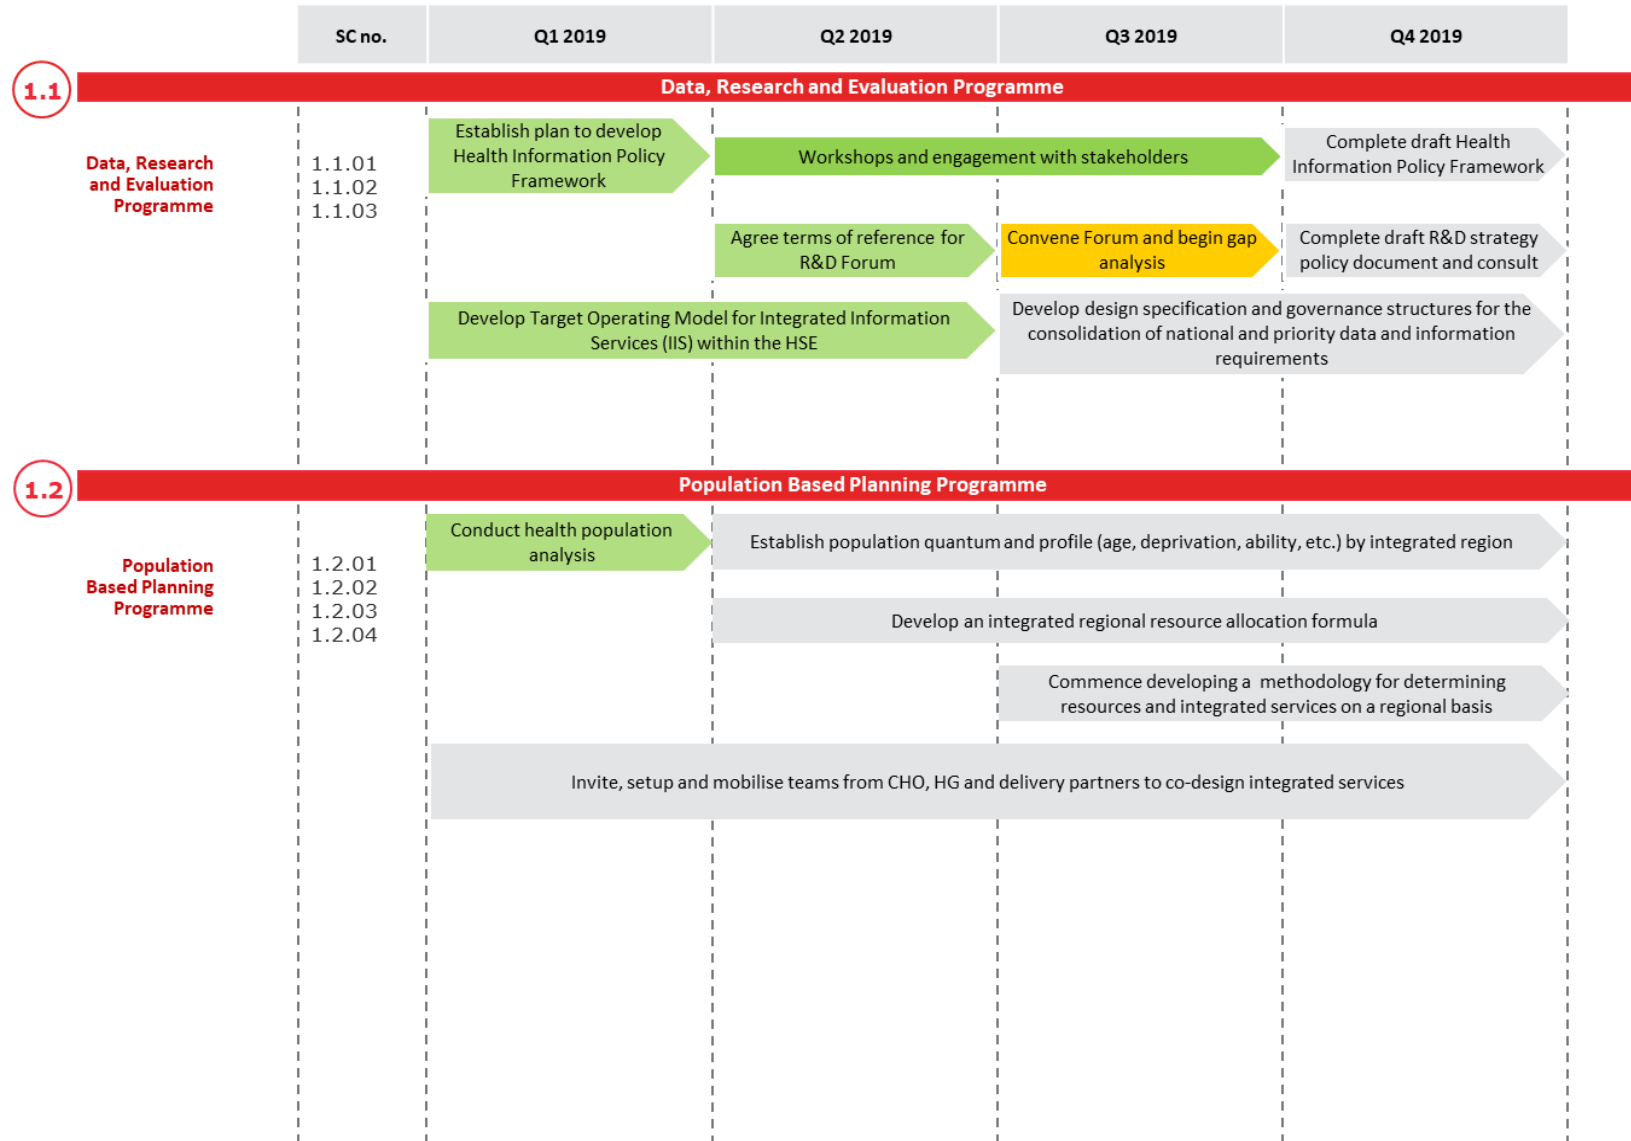 SC no.
Q1 2019
Q2 2019
Q3 2019
Q4 2019
1.1
Data, Research and Evaluation Programme
Data, Research
and Evaluation
Programme
1.1.01
1.1.02
1.1.03
Establish plan to develop
Health Information Policy
Framework
Workshops and engagement with stakeholders
Complete draft Health
Information Policy Framework
Agree terms of reference for
R&D Forum
Convene Forum and begin gap
analysis
Complete draft R&D strategy
policy document and consult
Develop Target Operating Model for Integrated Information
Services (IIS) within the HSE
Develop design specification and governance structures for the
consolidation of national and priority data and information
requirements
1.2
Population Based Planning Programme
Population
Based Planning
Programme
1.2.01
1.2.02
1.2.03
1.2.04
Conduct health population
analysis
Establish population quantum and profile (age, deprivation, ability, etc.) by integrated region
Develop an integrated regional resource allocation formula
Commence developing a methodology for determining
resources and integrated services on a regional basis
Invite, setup and mobilise teams from CHO, HG and delivery partners to co-design integrated services